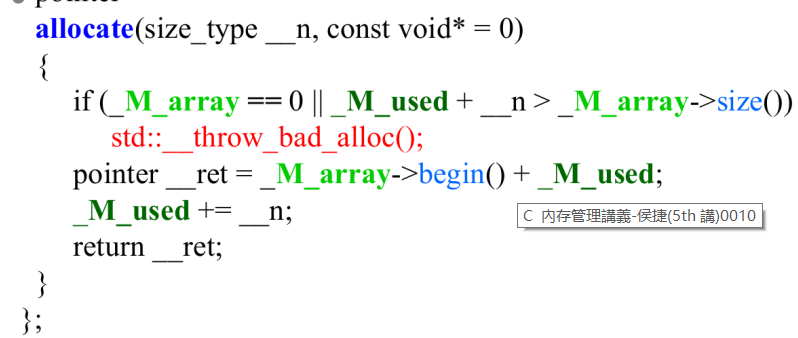 pointer
allocate(size_type __n, const void* = 0)
{
if (_M_array == 0 || _M_used + __n > _M_array->size())
std::__throw_bad_alloc();
pointer __ret = _M_array->begin() + _M_used;
_M_used += __n;
C 內存管理講義-侯捷(5th 講)0010
return __ret;
}
};